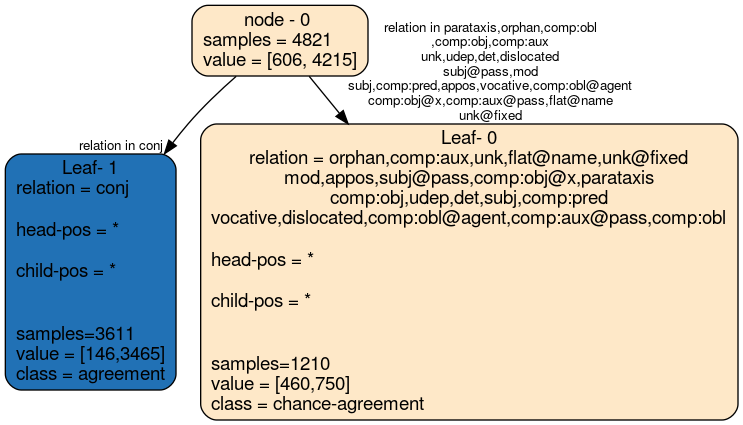 node - 0
samples = 4821
value = [606, 4215]
relation in parataxis,orphan,comp:obl
,comp:obj,comp:aux
unk,udep,det,dislocated
subj@pass,mod
subj,comp:pred,appos,vocative,comp:obl@agent
comp:obj@x,comp:aux@pass,flat@name
unk@fixed
relation in conj
Leaf- 1
relation = conj
head-pos = *
child-pos = *
samples=3611
value = [146,3465]
class = agreement
Leaf- 0
relation = orphan,comp:aux,unk,flat@name,unk@fixed
mod,appos,subj@pass,comp:obj@x,parataxis
comp:obj,udep,det,subj,comp:pred
vocative,dislocated,comp:obl@agent,comp:aux@pass,comp:obl
head-pos = *
child-pos = *
samples=1210
value = [460,750]
class = chance-agreement